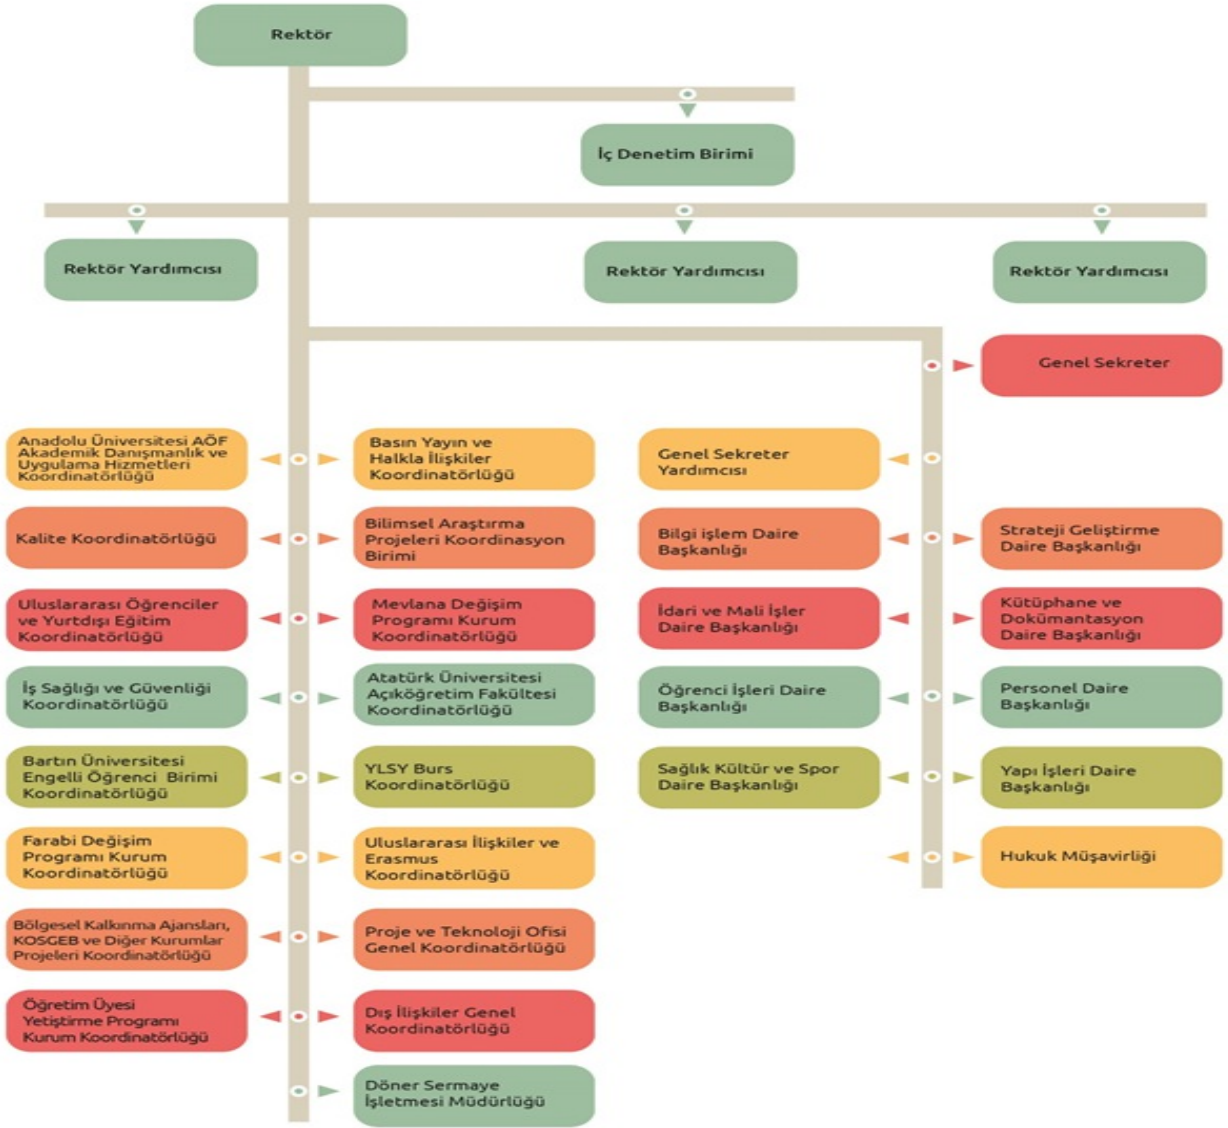 Rektör
İç Denetim Birimi
Rektör Yardımcısı
Rektör Yardımcısı
Rektör Yardımcısı
Genel Sekreter
Anadolu Üniversitesi AÖF
Akademik Danışmanlık ve
Uygulama Hizmetleri
Koordinatörlüğü
Basın Yayın ve
Halkla İlişkiler
Koordinatörlüğü
Genel Sekreter
Yardımcısı
Kalite Koordinatörlüğü
Bilimsel Araştırma
Projeleri Koordinasyon
Birimi
Bilgi işlem Daire
Başkanlığı
Strateji Geliştirme
Daire Başkanlığı
Uluslararası Öğrenciler
ve Yurtdışı Eğitim
Koordinatörlüğü
Mevlana Değişim
Programı Kurum
Koordinatörlüğü
İdari ve Mali İşler
Daire Başkanlığı
Kütüphane ve
Dokümantasyon
Daire Başkanlığı
İş Sağlığı ve Güvenliği
Koordinatörlüğü
Atatürk Üniversitesi
Açıköğretim Fakültesi
Koordinatörlüğü
Öğrenci İşleri Daire
Başkanlığı
Personel Daire
Başkanlığı
Bartın Üniversitesi
Engelli Öğrenci Birimi
Koordinatörlüğü
YLSY Burs
Koordinatörlüğü
Sağlık Kültür ve Spor
Daire Başkanlığı
Yapı İşleri Daire
Başkanlığı
Farabi Değişim
Programı Kurum
Koordinatörlüğü
Uluslararası İlişkiler ve
Erasmus
Koordinatörlüğü
Hukuk Müşavirliği
Bölgesel Kalkınma Ajansları,
KOSGEB ve Diğer Kurumlar
Projeleri Koordinatörlüğü
Proje ve Teknoloji Ofisi
Genel Koordinatörlüğü
Öğretim Üyesi
Yetiştirme Programı
Kurum Koordinatörlüğü
Dış İlişkiler Genel
Koordinatörlüğü
Döner Sermaye
İşletmesi Müdürlüğü